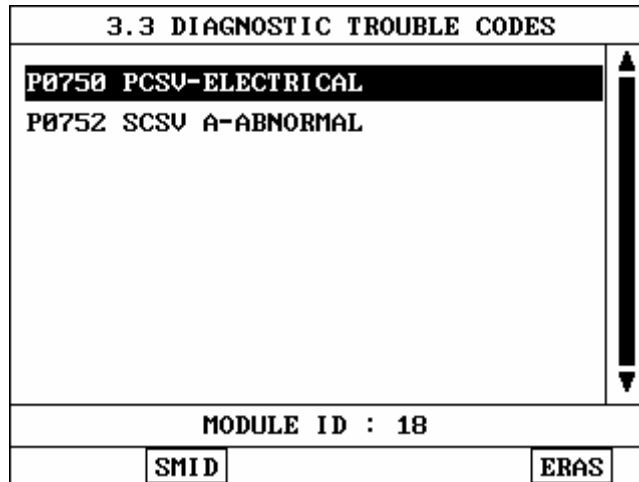 3.3 DIAGNOSTIC TROUBLE CODES
P0750 PCSV-ELECTRICAL
P0752 SCSV A-ABNORMAL
MODULE ID : 18
SMID ERAS